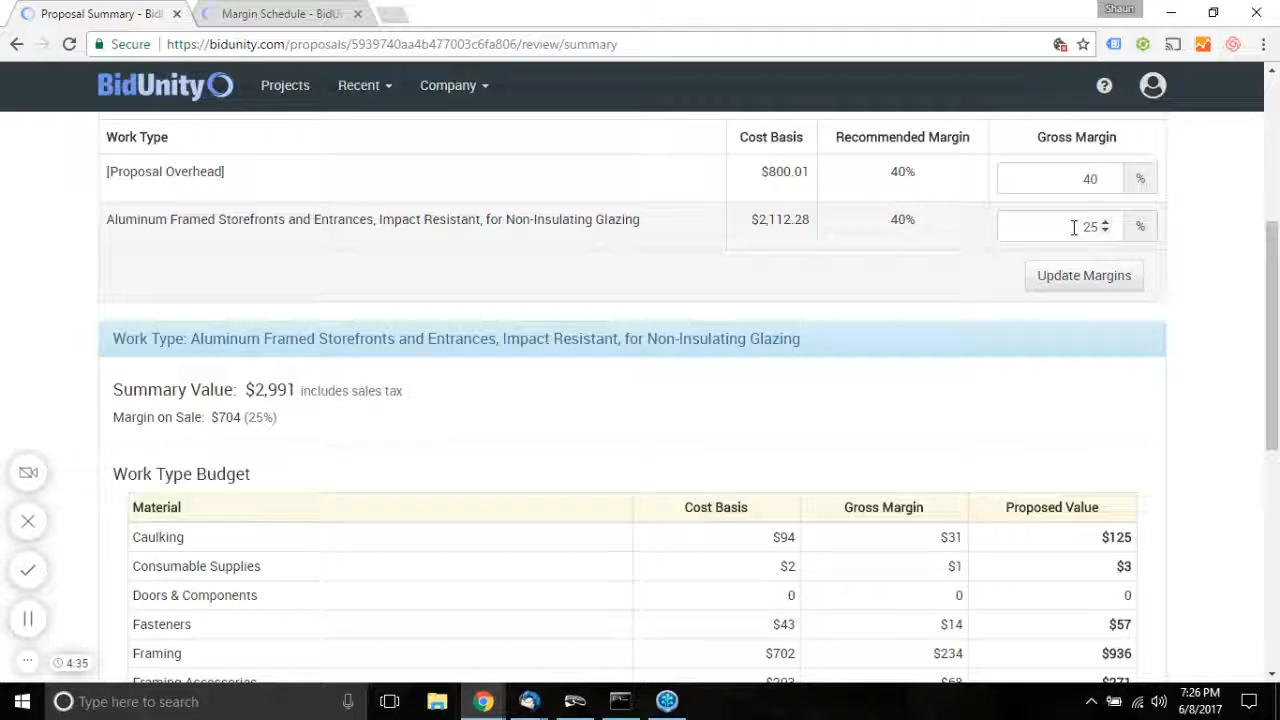 Proposal Summary - Bid
Margin Schedule - BidU
Shaun
Secure https://bidunity.com/proposals/5939740aa4b477003c6fa806/review/summary
BidUnity Projects Recent Company ?
Work Type Cost Basis Recommended Margin Gross Margin
[Proposal Overhead] $800.01 40% 40 %
Aluminum Framed Storefronts and Entrances, Impact Resistant, for Non-Insulating Glazing $2,112.28 40% 25 %
Update Margins
Work Type: Aluminum Framed Storefronts and Entrances, Impact Resistant, for Non-Insulating Glazing
Summary Value: $2,991 includes sales tax
Margin on Sale: $704 (25%)
Work Type Budget
Material Cost Basis Gross Margin Proposed Value
Caulking $94 $31 $125
Consumable Supplies $2 $1 $3
Doors & Components 0 0 0
Fasteners $43 $14 $57
Framing $702 $234 $936
Framing Accessories $203 $68 $271
4:35
Type here to search
7:26 PM
6/8/2017